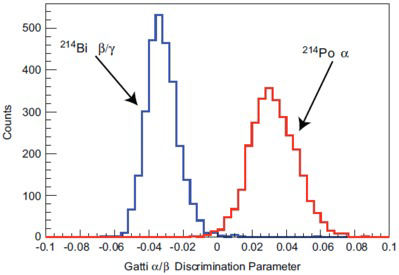 500
400
300
200
100
0
²¹⁴Bi β/γ
²¹⁴Po α
-0.1 -0.08 -0.06 -0.04 -0.02 0 0.02 0.04 0.06 0.08 0.1
Counts
Gatti α/β Discrimination Parameter